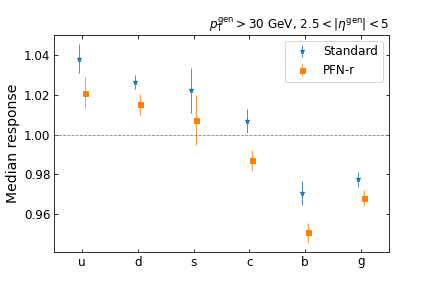 p_T^gen > 30 GeV, 2.5 < |η^gen| < 5
Standard
PFN-r
Median response
1.04
1.02
1.00
0.98
0.96
u d s c b g